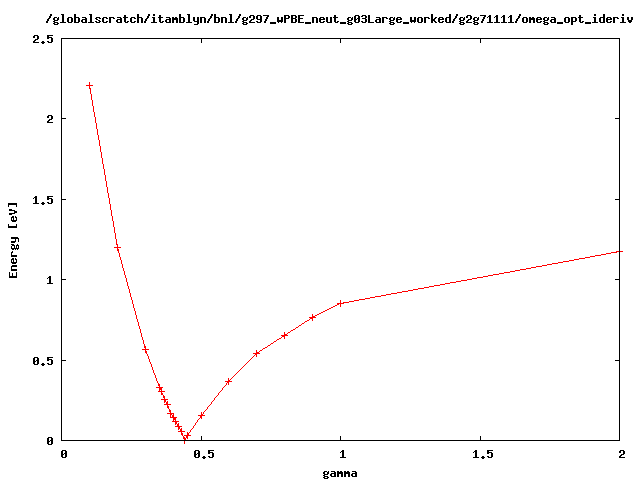 /globalscratch/itamblyn/bnl/g297_wPBE_neut_g03Large_worked/g2g71111/omega_opt_ideriv
2.5
2
1.5
1
0.5
0
Energy [eV]
0 0.5 1 1.5 2
gamma